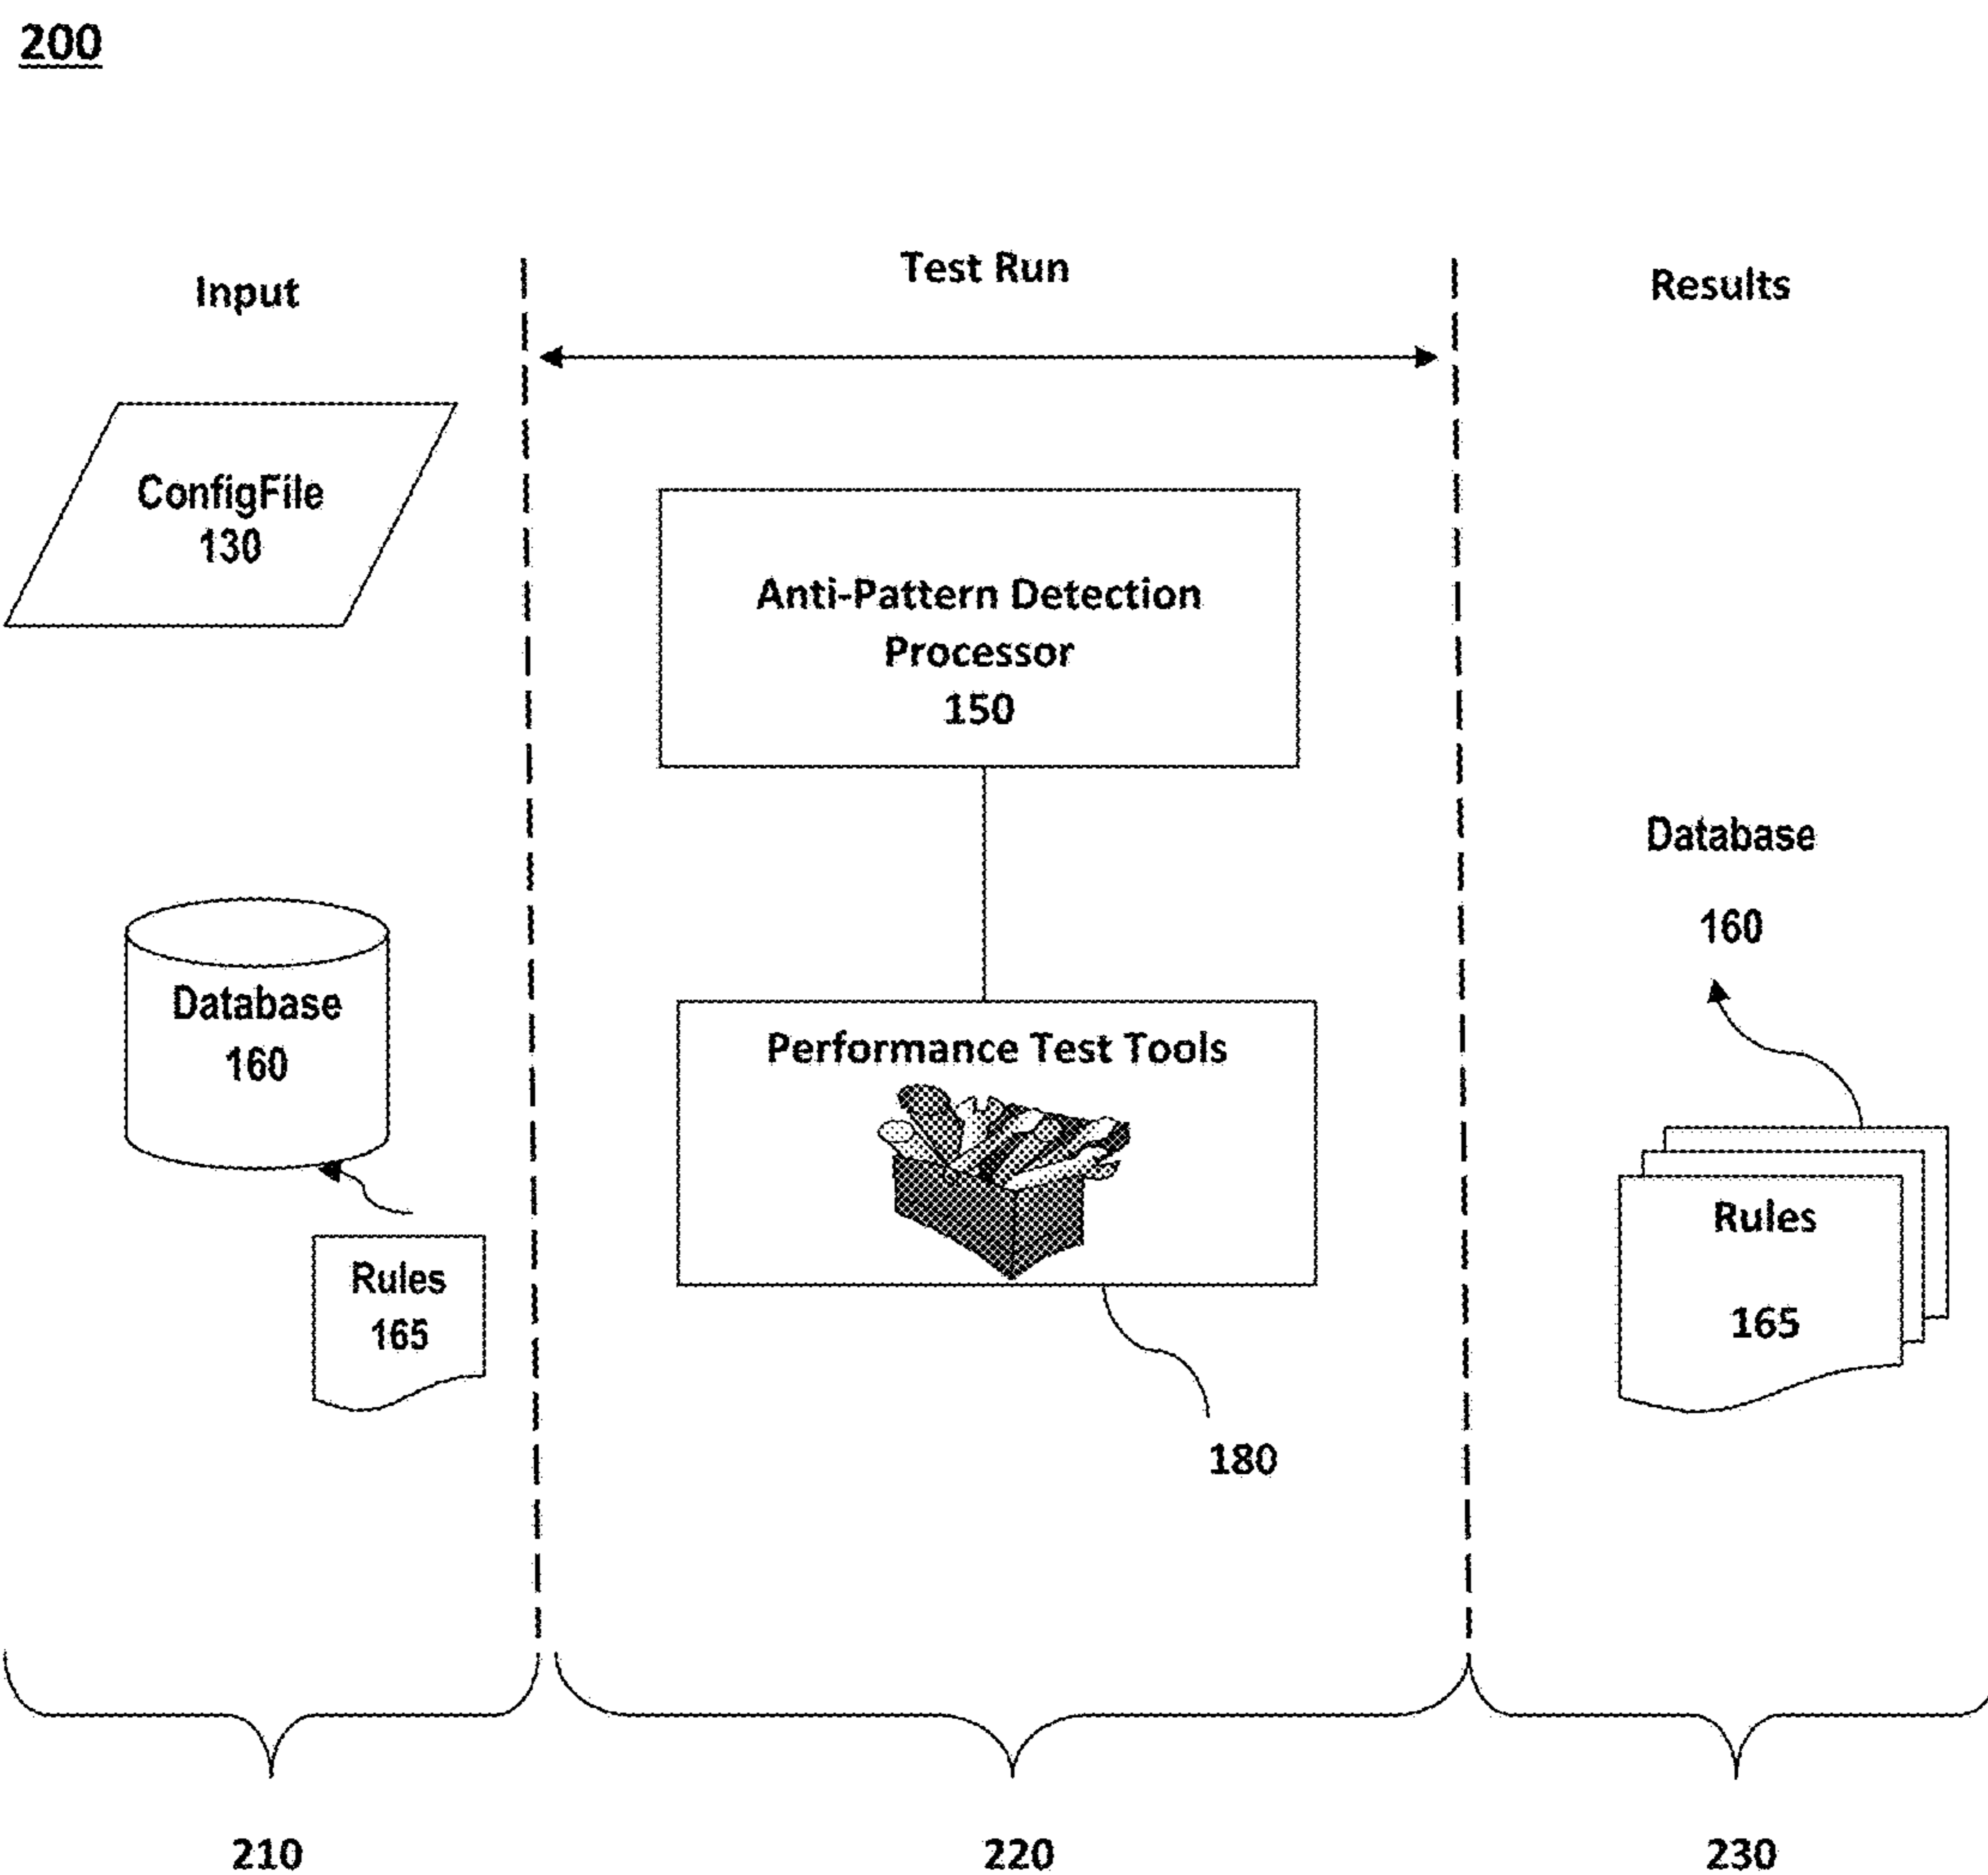 200
Input
Test Run
Results
ConfigFile
130
Anti-Pattern Detection
Processor
150
Database
160
Rules
165
Performance Test Tools
180
Database
160
Rules
165
210
220
230